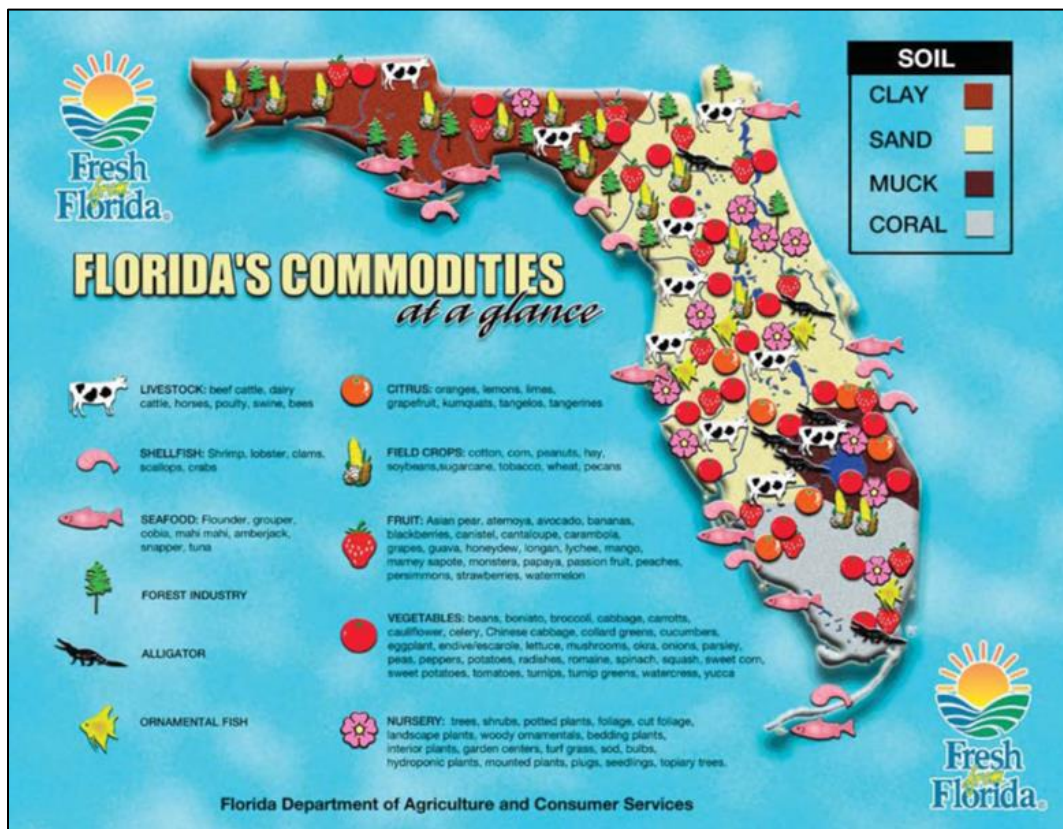 Fresh
from
Florida®
SOIL
CLAY
SAND
MUCK
CORAL
FLORIDA'S COMMODITIES
at a glance
LIVESTOCK: beef cattle, dairy
cattle, horses, poulty, swine, bees
SHELLFISH: Shrimp, lobster, clams,
scallops, crabs
SEAFOOD: Flounder, grouper,
cobia, mahi mahi, amberjack,
snapper, tuna
FOREST INDUSTRY
ALLIGATOR
ORNAMENTAL FISH
CITRUS: oranges, lemons, limes,
grapefruit, kumquats, tangelos, tangerines
FIELD CROPS: cotton, corn, peanuts, hay,
soybeans,sugarcane, tobacco, wheat, pecans
FRUIT: Asian pear, atemoya, avocado, bananas,
blackberries, canistel, cantaloupe, carambola,
grapes, guava, honeydew, longan, lychee, mango,
mamey sapote, monstera, papaya, passion fruit, peaches,
persimmons, strawberries, watermelon
VEGETABLES: beans, boniato, broccoli, cabbage, carrotts,
cauliflower, celery, Chinese cabbage, collard greens, cucumbers,
eggplant, endive/escarole, lettuce, mushrooms, okra, onions, parsley,
peas, peppers, potatoes, radishes, romaine, spinach, squash, sweet corn,
sweet potatoes, tomatoes, turnips, turnip greens, watercress, yucca
NURSERY: trees, shrubs, potted plants, foliage, cut foliage,
landscape plants, woody ornamentals, bedding plants,
interior plants, garden centers, turf grass, sod, bulbs,
hydroponic plants, mounted plants, plugs, seedlings, topiary trees.
Florida Department of Agriculture and Consumer Services
Fresh
from
Florida®